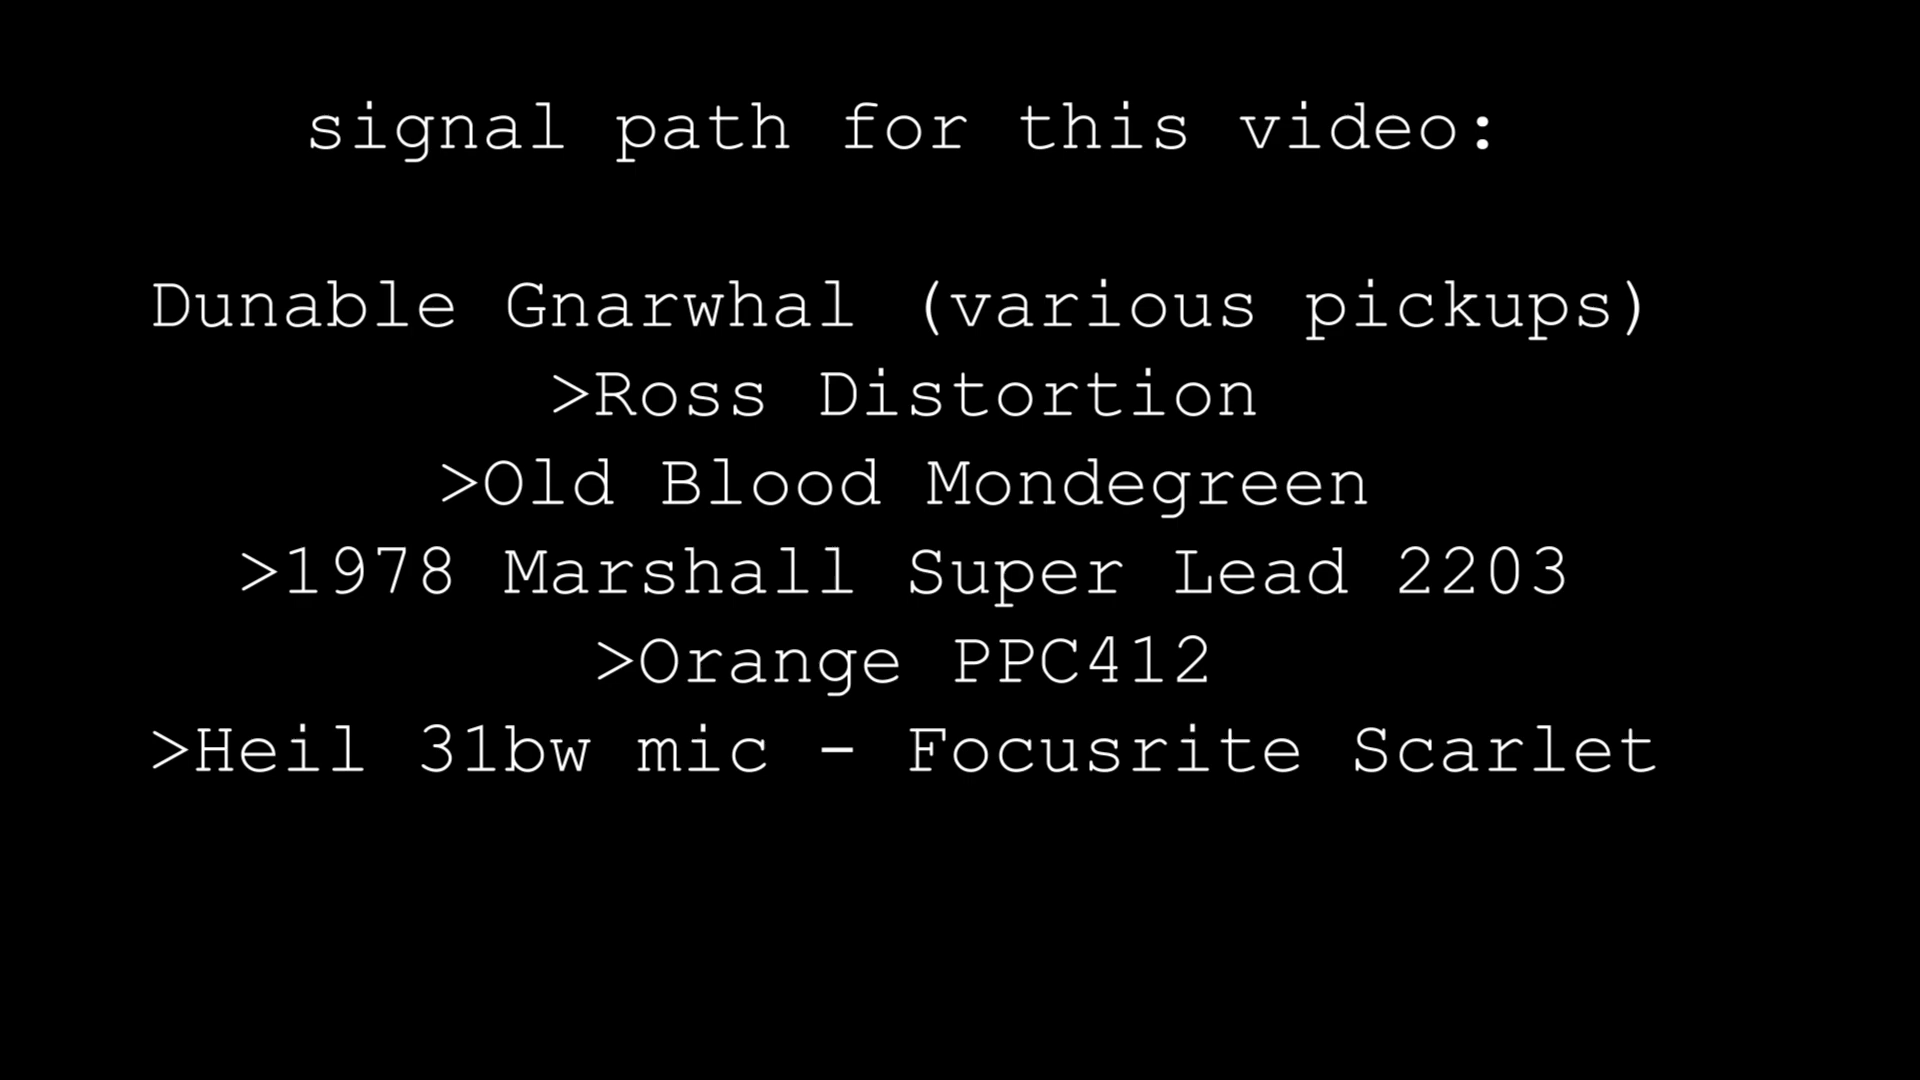 signal path for this video:
Dunable Gnarwhal (various pickups)
>Ross Distortion
>Old Blood Mondegreen
>1978 Marshall Super Lead 2203
>Orange PPC412
>Heil 31bw mic - Focusrite Scarlet